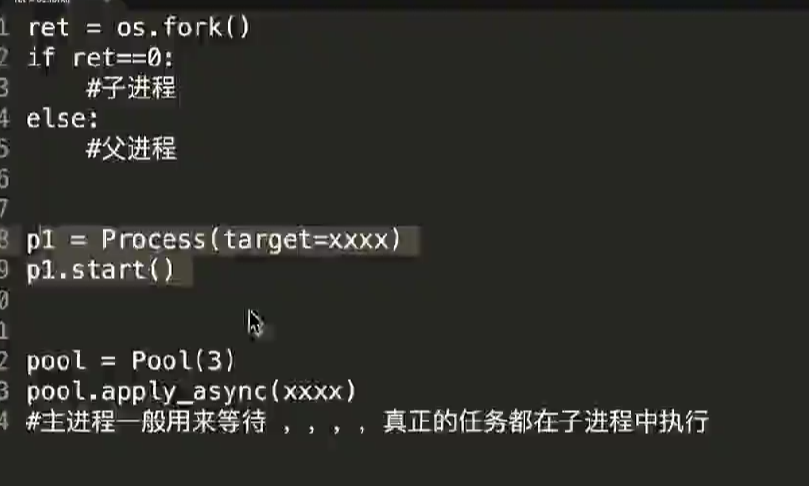 1 ret = os.fork()
2 if ret==0:
3 #子进程
4 else:
5 #父进程
6
7
8 p1 = Process(target=xxxx)
9 p1.start()
0
1
2 pool = Pool(3)
3 pool.apply_async(xxxx)
4 #主进程一般用来等待 , , , , 真正的任务都在子进程中执行